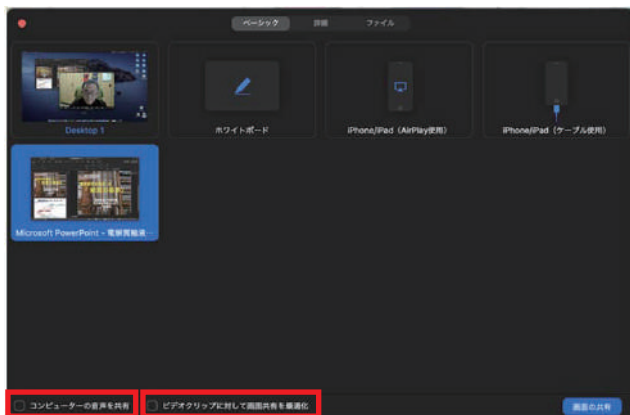 ベーシック 詳細 ファイル
Desktop 1 ホワイトボード iPhone/iPad（AirPlay使用） iPhone/iPad（ケーブル使用）
Microsoft PowerPoint - 電解質輸液…
コンピューターの音声を共有 ビデオクリップに対して画面共有を最適化 画面の共有